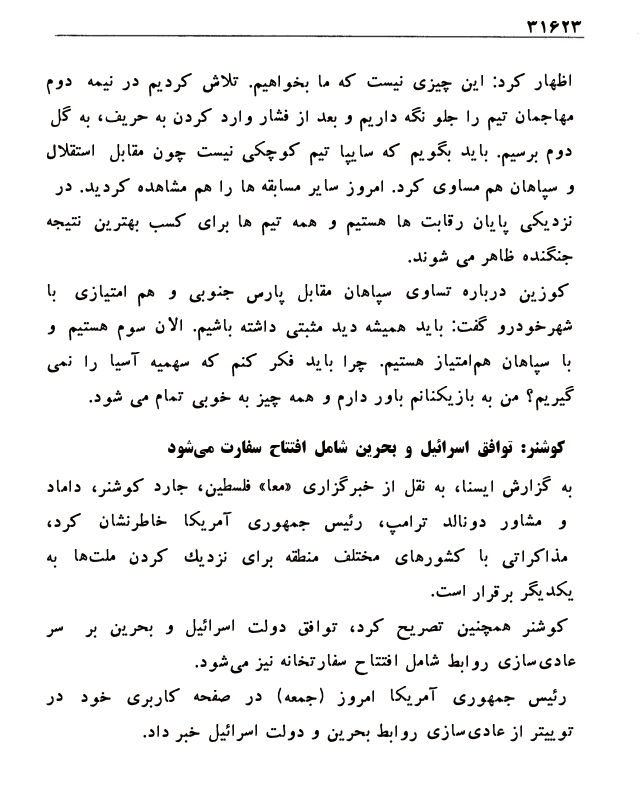 ۳۱۶۲۳
اظهار کرد: این چیزی نیست که ما بخواهیم. تلاش کردیم در نیمه دوم
مهاجمان تیم را جلو نگه داریم و بعد از فشار وارد کردن به حریف، به گل
دوم برسیم. باید بگویم که سایپا تیم کوچکی نیست چون مقابل استقلال
و سپاهان هم مساوی کرد. امروز سایر مسابقه ها را هم مشاهده کردید. در
نزدیکی پایان رقابت ها هستیم و همه تیم ها برای کسب بهترین نتیجه
جنگنده ظاهر می شوند.
کوزین درباره تساوی سپاهان مقابل پارس جنوبی و هم امتیازی با
شهرخودرو گفت: باید همیشه دید مثبتی داشته باشیم. الان سوم هستیم و
با سپاهان هم‌امتیاز هستیم. چرا باید فکر کنم که سهمیه آسیا را نمی
گیریم؟ من به بازیکنانم باور دارم و همه چیز به خوبی تمام می شود.
کوشنر: توافق اسرائیل و بحرین شامل افتتاح سفارت می‌شود
به گزارش ایسنا، به نقل از خبرگزاری «معا» فلسطین، جارد کوشنر، داماد
و مشاور دونالد ترامپ، رئیس جمهوری آمریکا خاطرنشان کرد،
مذاکراتی با کشورهای مختلف منطقه برای نزدیك کردن ملت‌ها به
یکدیگر برقرار است.
کوشنر همچنین تصریح کرد، توافق دولت اسرائیل و بحرین بر سر
عادی‌سازی روابط شامل افتتاح سفارتخانه نیز می‌شود.
رئیس جمهوری آمریکا امروز (جمعه) در صفحه کاربری خود در
توییتر از عادی‌سازی روابط بحرین و دولت اسرائیل خبر داد.